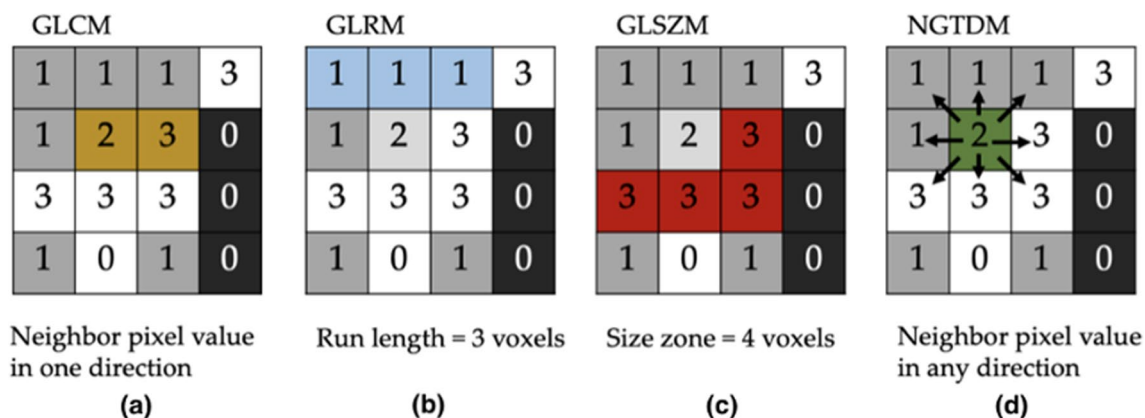 GLCM GLRM GLSZM NGTDM
1 1 1 3 1 1 1 3 1 1 1 3 1 1 1 3
1 2 3 0 1 2 3 0 1 2 3 0 1 2 3 0
3 3 3 0 3 3 3 0 3 3 3 0 3 3 3 0
1 0 1 0 1 0 1 0 1 0 1 0 1 0 1 0
Neighbor pixel value Run length = 3 voxels Size zone = 4 voxels Neighbor pixel value
in one direction in any direction
(a) (b) (c) (d)